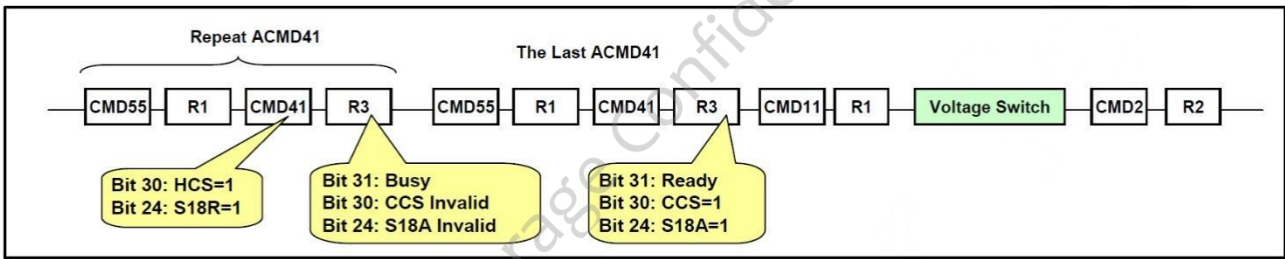 Repeat ACMD41
The Last ACMD41
CMD55 R1 CMD41 R3 CMD55 R1 CMD41 R3 CMD11 R1 Voltage Switch CMD2 R2
Bit 30: HCS=1
Bit 24: S18R=1
Bit 31: Busy
Bit 30: CCS Invalid
Bit 24: S18A Invalid
Bit 31: Ready
Bit 30: CCS=1
Bit 24: S18A=1